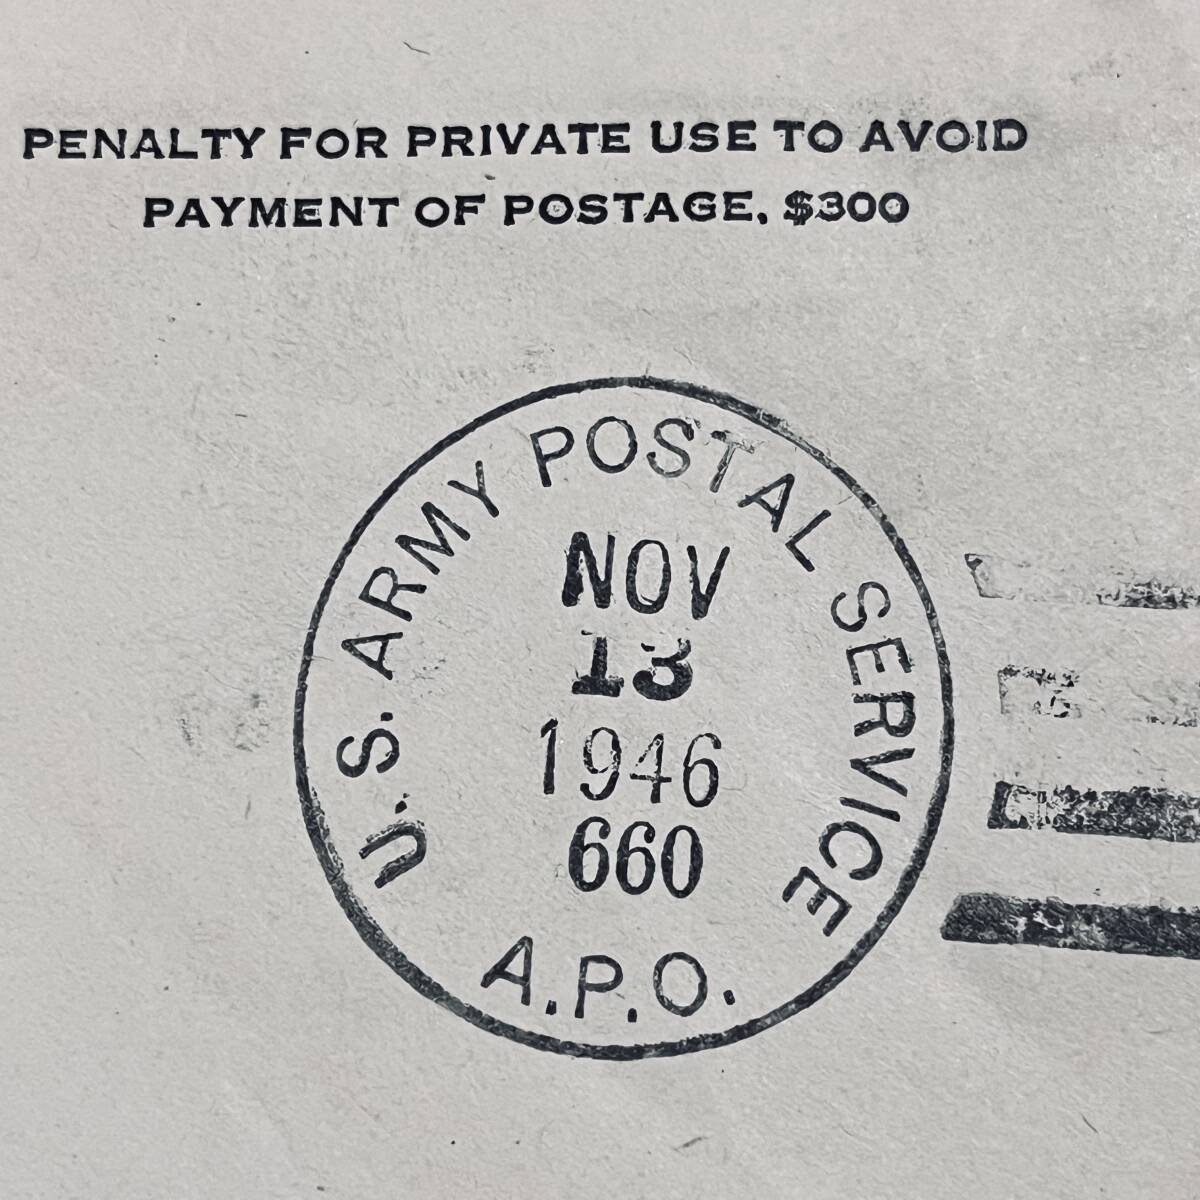 PENALTY FOR PRIVATE USE TO AVOID
PAYMENT OF POSTAGE, $300
U.S. ARMY POSTAL SERVICE
NOV
13
1946
660
A.P.O.